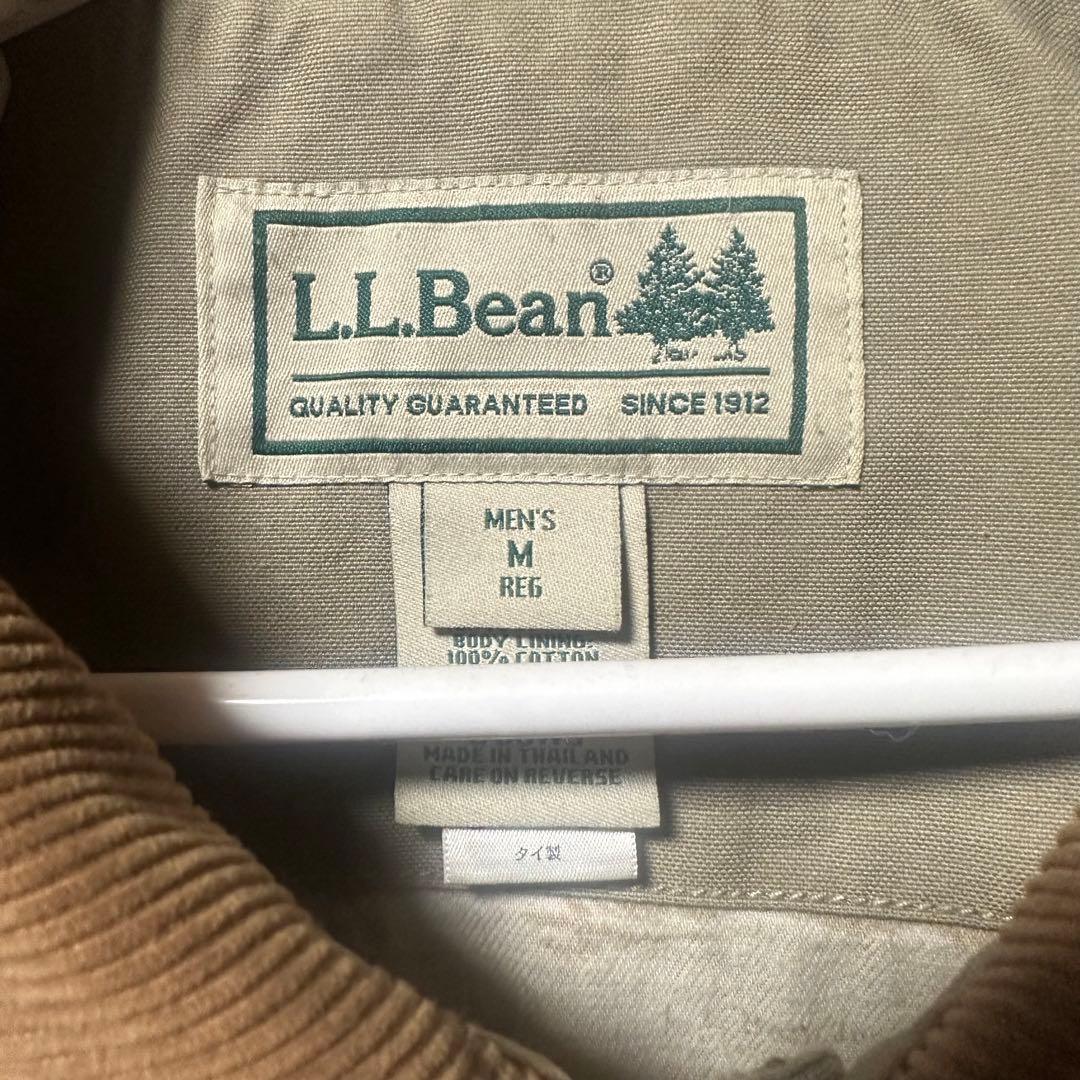 L.L.Bean®
QUALITY GUARANTEED SINCE 1912
MEN'S
M
REG
BODY LINING:
100% COTTON
MADE IN THAILAND
CARE ON REVERSE
タイ製